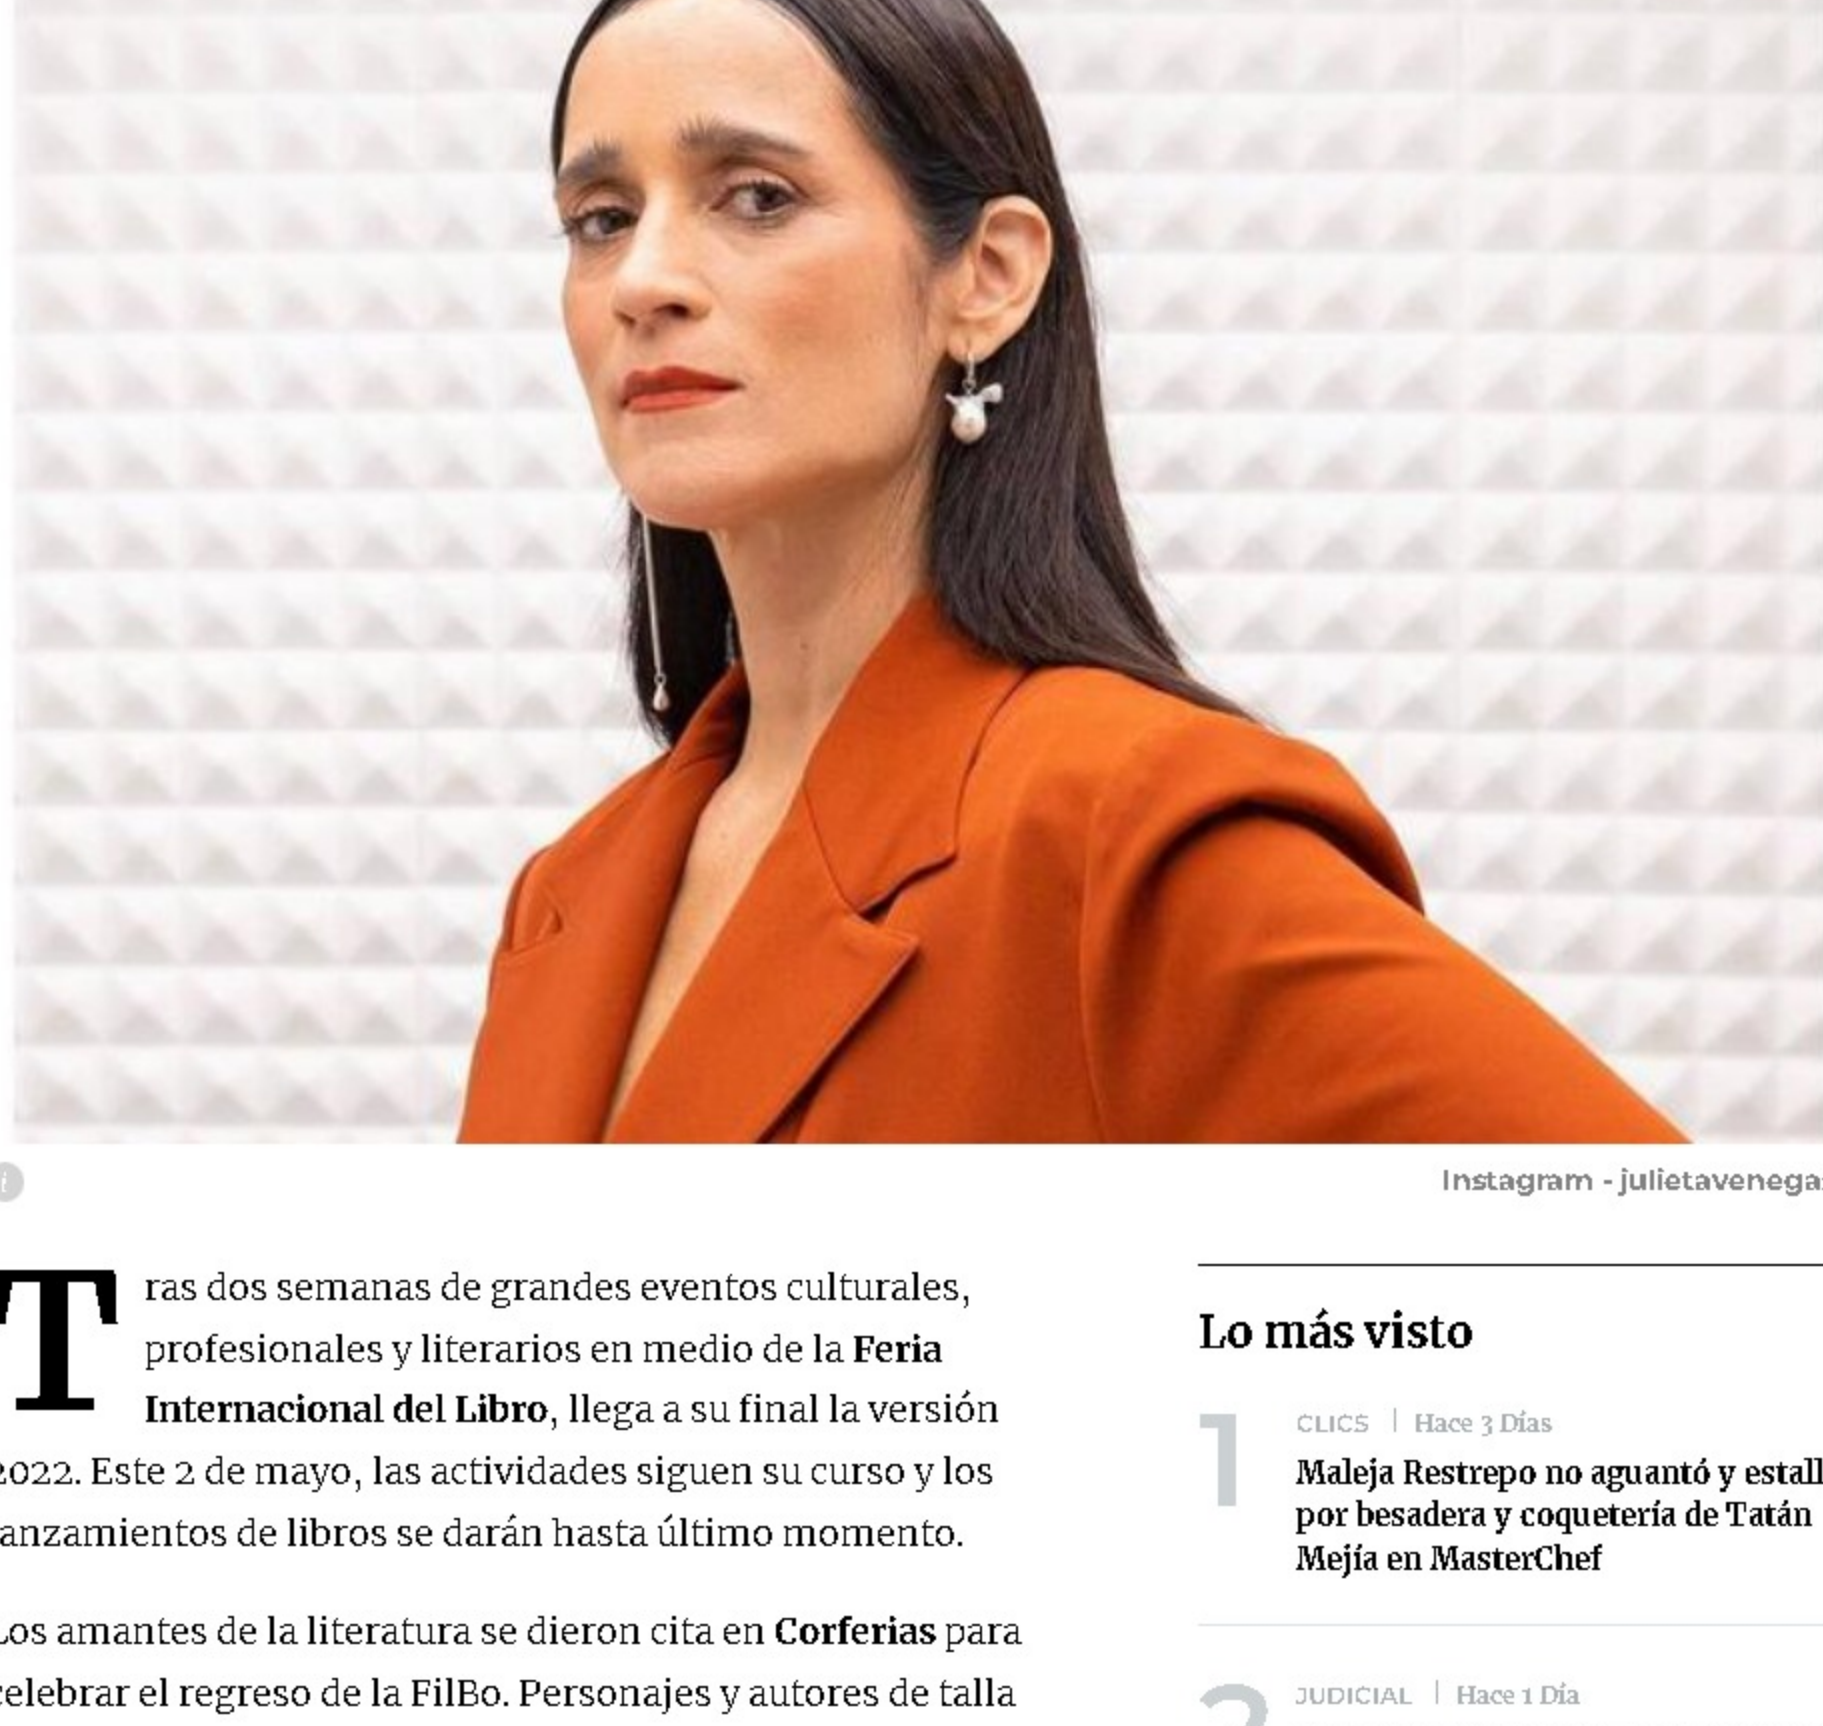 i
Instagram - julietavenega
Tras dos semanas de grandes eventos culturales,
profesionales y literarios en medio de la Feria
Internacional del Libro, llega a su final la versión
2022. Este 2 de mayo, las actividades siguen su curso y los
lanzamientos de libros se darán hasta último momento.
Los amantes de la literatura se dieron cita en Corferias para
celebrar el regreso de la FilBo. Personajes y autores de talla
Lo más visto
1
CLICS | Hace 3 Días
Maleja Restrepo no aguantó y estall
por besadera y coquetería de Tatán
Mejía en MasterChef
2
JUDICIAL | Hace 1 Día